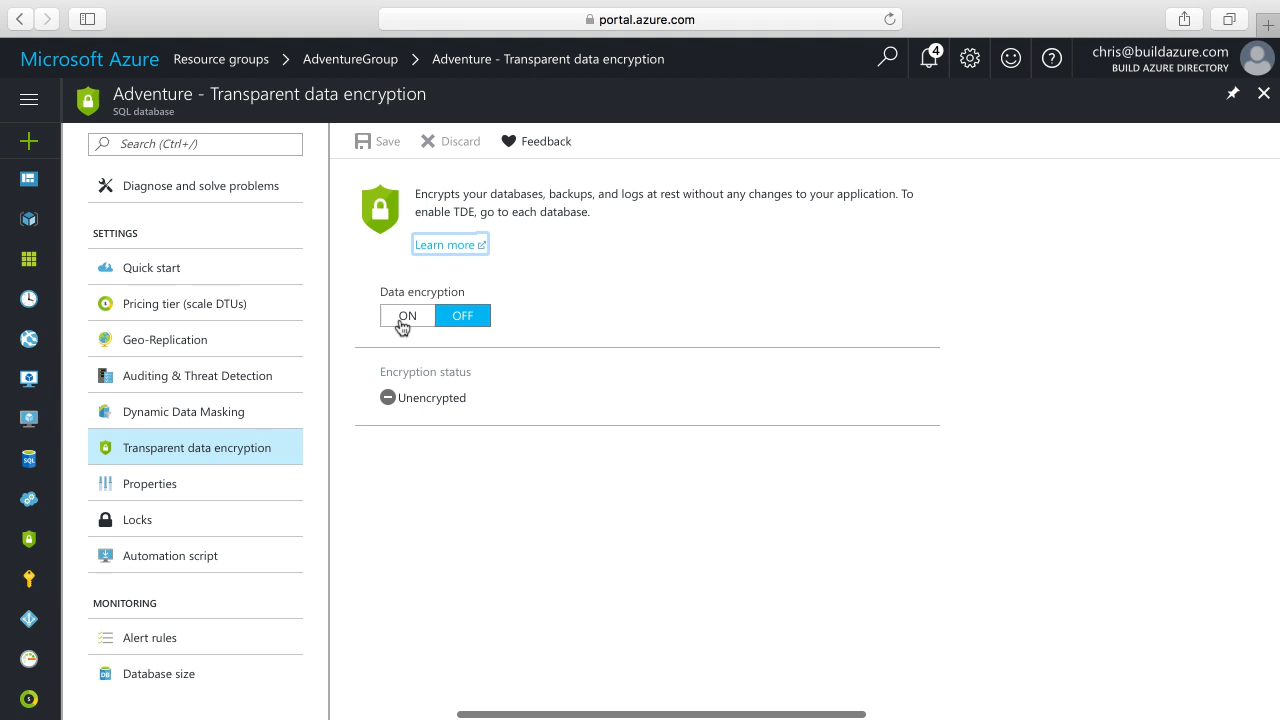 portal.azure.com
Microsoft Azure Resource groups > AdventureGroup > Adventure - Transparent data encryption
4
chris@buildazure.com
BUILD AZURE DIRECTORY
Adventure - Transparent data encryption
SQL database
Search (Ctrl+/)
Diagnose and solve problems
SETTINGS
Quick start
Pricing tier (scale DTUs)
Geo-Replication
Auditing & Threat Detection
Dynamic Data Masking
Transparent data encryption
Properties
Locks
Automation script
MONITORING
Alert rules
Database size
Save Discard Feedback
Encrypts your databases, backups, and logs at rest without any changes to your application. To
enable TDE, go to each database.
Learn more
Data encryption
ON OFF
Encryption status
Unencrypted
SQL
DB